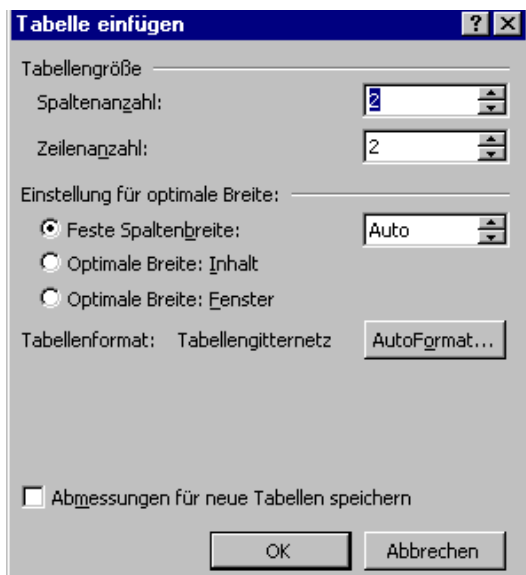 Tabelle einfügen
Tabellengröße
Spaltenanzahl: 2
Zeilenanzahl: 2
Einstellung für optimale Breite:
Feste Spaltenbreite: Auto
Optimale Breite: Inhalt
Optimale Breite: Fenster
Tabellenformat: Tabellengitternetz AutoFormat...
Abmessungen für neue Tabellen speichern
OK Abbrechen